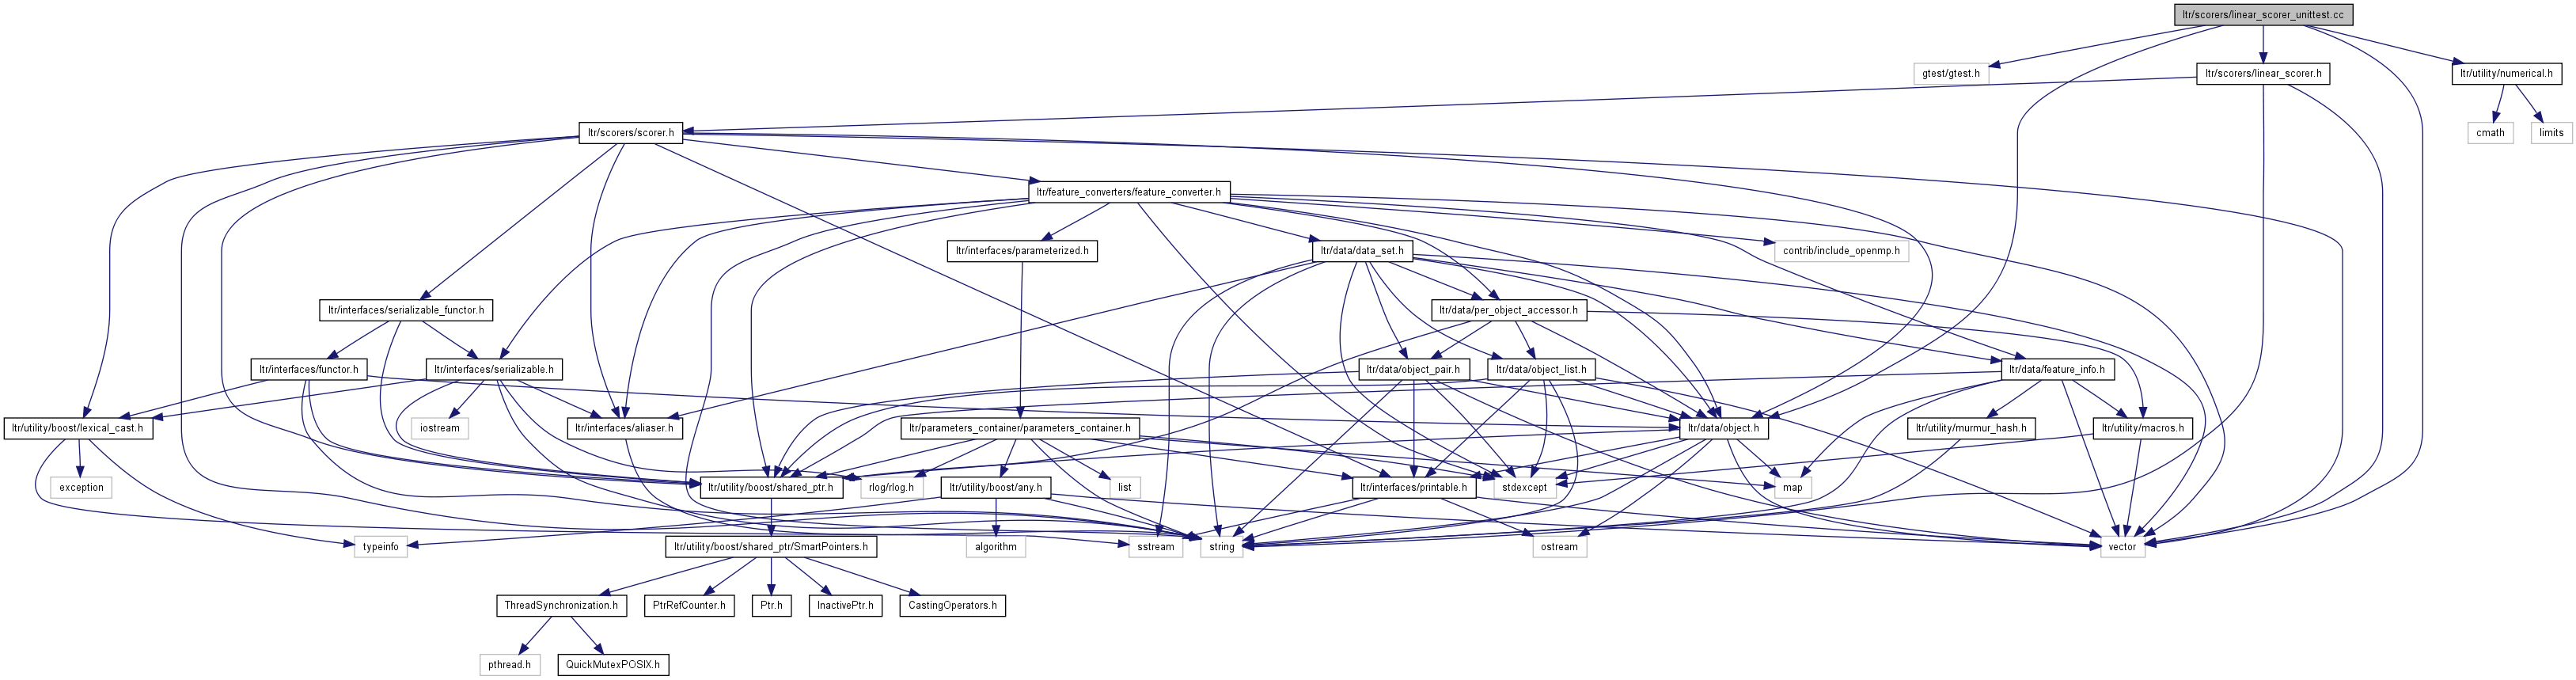 ltr/scorers/linear_scorer_unittest.cc
gtest/gtest.h
ltr/scorers/linear_scorer.h
ltr/utility/numerical.h
ltr/scorers/scorer.h
cmath
limits
ltr/feature_converters/feature_converter.h
ltr/interfaces/parameterized.h
ltr/data/data_set.h
contrib/include_openmp.h
ltr/interfaces/serializable_functor.h
ltr/data/per_object_accessor.h
ltr/interfaces/functor.h
ltr/interfaces/serializable.h
ltr/data/object_pair.h
ltr/data/object_list.h
ltr/data/feature_info.h
ltr/utility/boost/lexical_cast.h
iostream
ltr/interfaces/aliaser.h
ltr/parameters_container/parameters_container.h
ltr/data/object.h
ltr/utility/murmur_hash.h
ltr/utility/macros.h
exception
ltr/utility/boost/shared_ptr.h
rlog/rlog.h
ltr/utility/boost/any.h
list
ltr/interfaces/printable.h
stdexcept
map
typeinfo
ltr/utility/boost/shared_ptr/SmartPointers.h
algorithm
sstream
string
ostream
vector
ThreadSynchronization.h
PtrRefCounter.h
Ptr.h
InactivePtr.h
CastingOperators.h
pthread.h
QuickMutexPOSIX.h